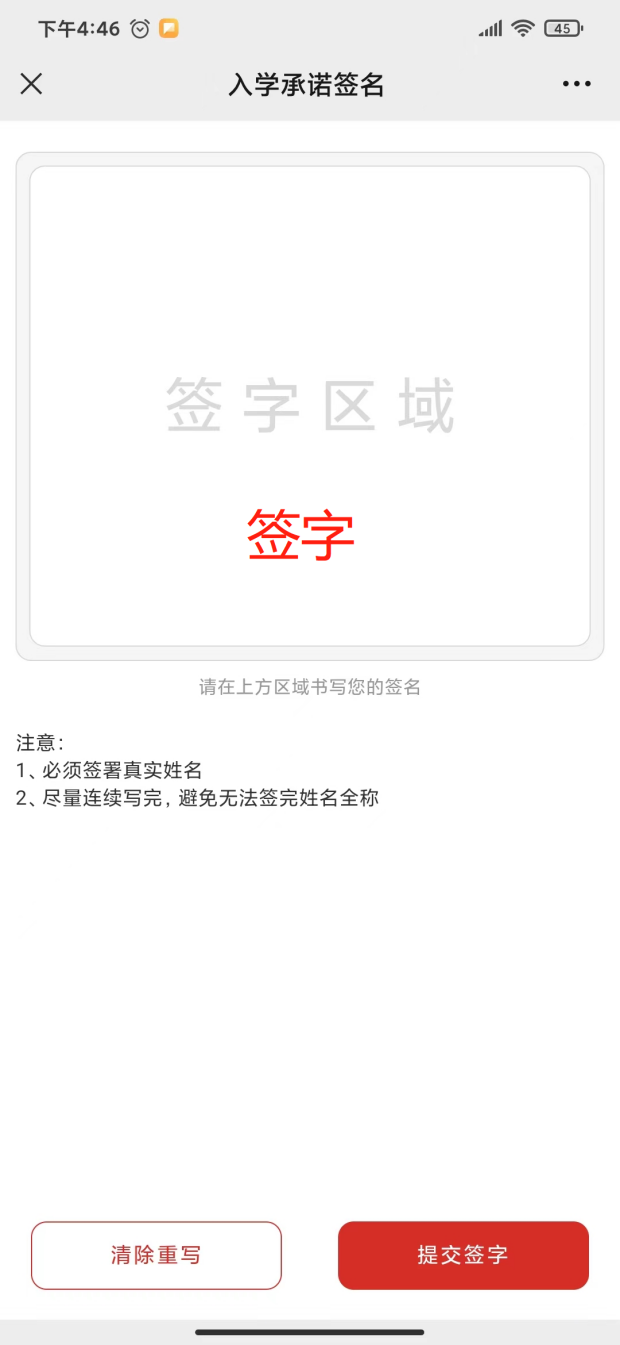 下午4:46
45
入学承诺签名
签字区域
签字
请在上方区域书写您的签名
注意：
1、必须签署真实姓名
2、尽量连续写完，避免无法签完姓名全称
清除重写
提交签字